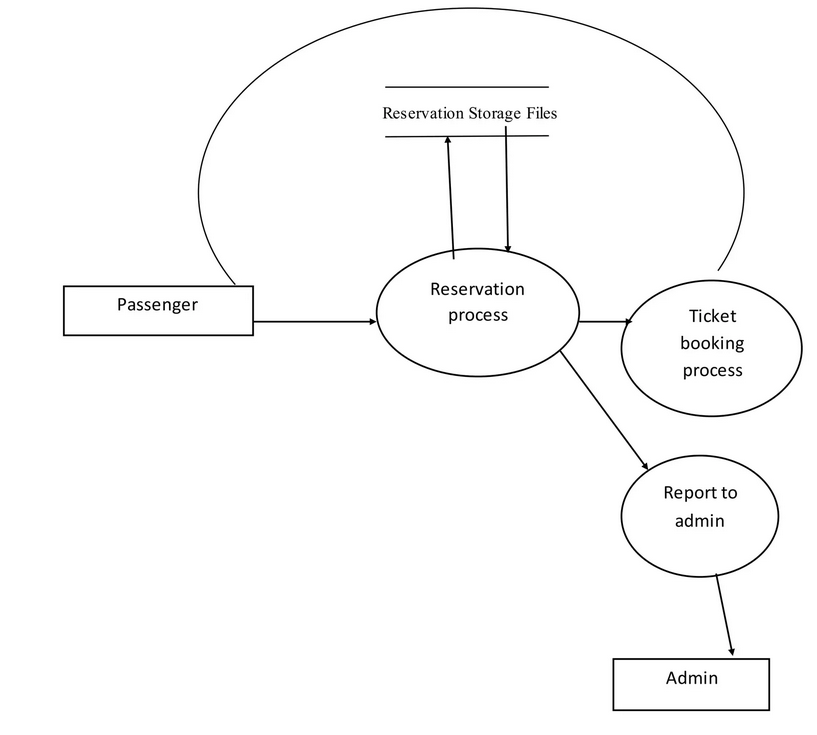 Reservation Storage Files
Passenger
Reservation
process
Ticket
booking
process
Report to
admin
Admin